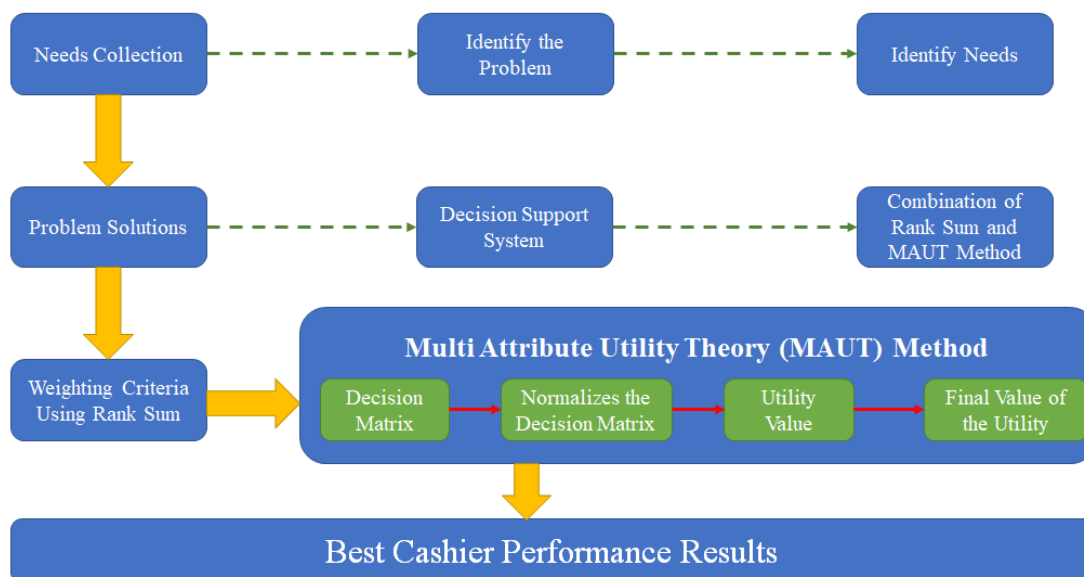 Needs Collection
Identify the
Problem
Identify Needs
Problem Solutions
Decision Support
System
Combination of
Rank Sum and
MAUT Method
Weighting Criteria
Using Rank Sum
Multi Attribute Utility Theory (MAUT) Method
Decision
Matrix
Normalizes the
Decision Matrix
Utility
Value
Final Value of
the Utility
Best Cashier Performance Results